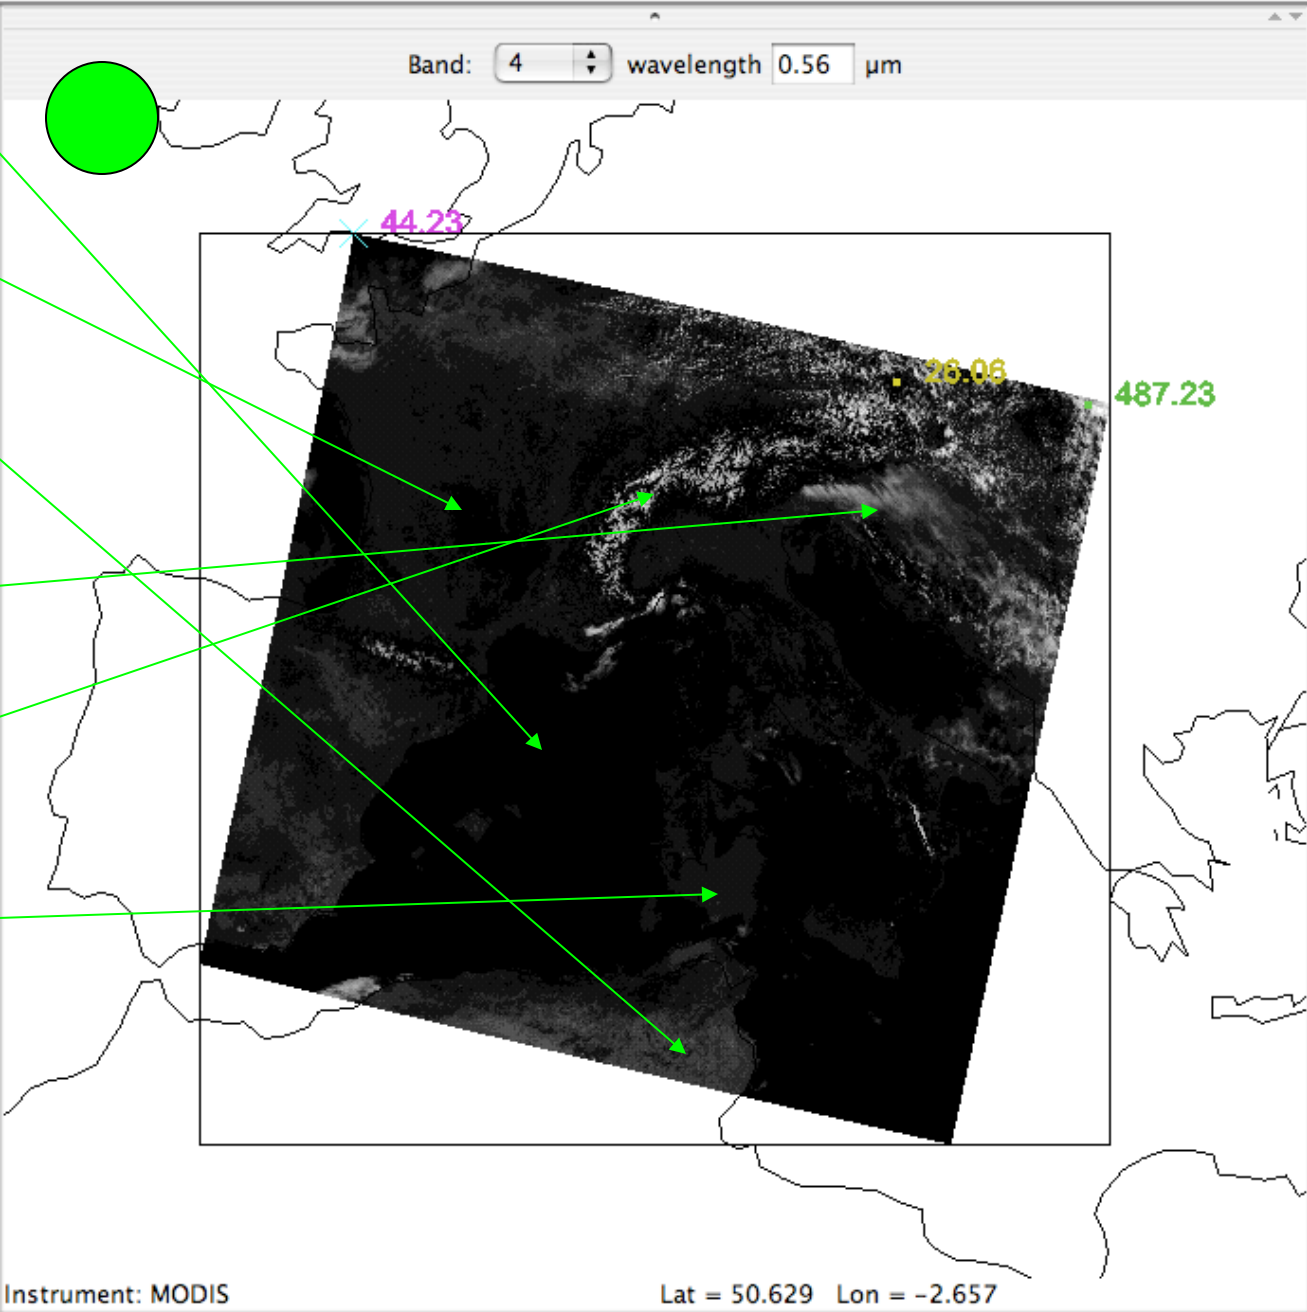 Band: 4 wavelength 0.56 µm
44.23
26.06
487.23
Instrument: MODIS Lat = 50.629 Lon = -2.657